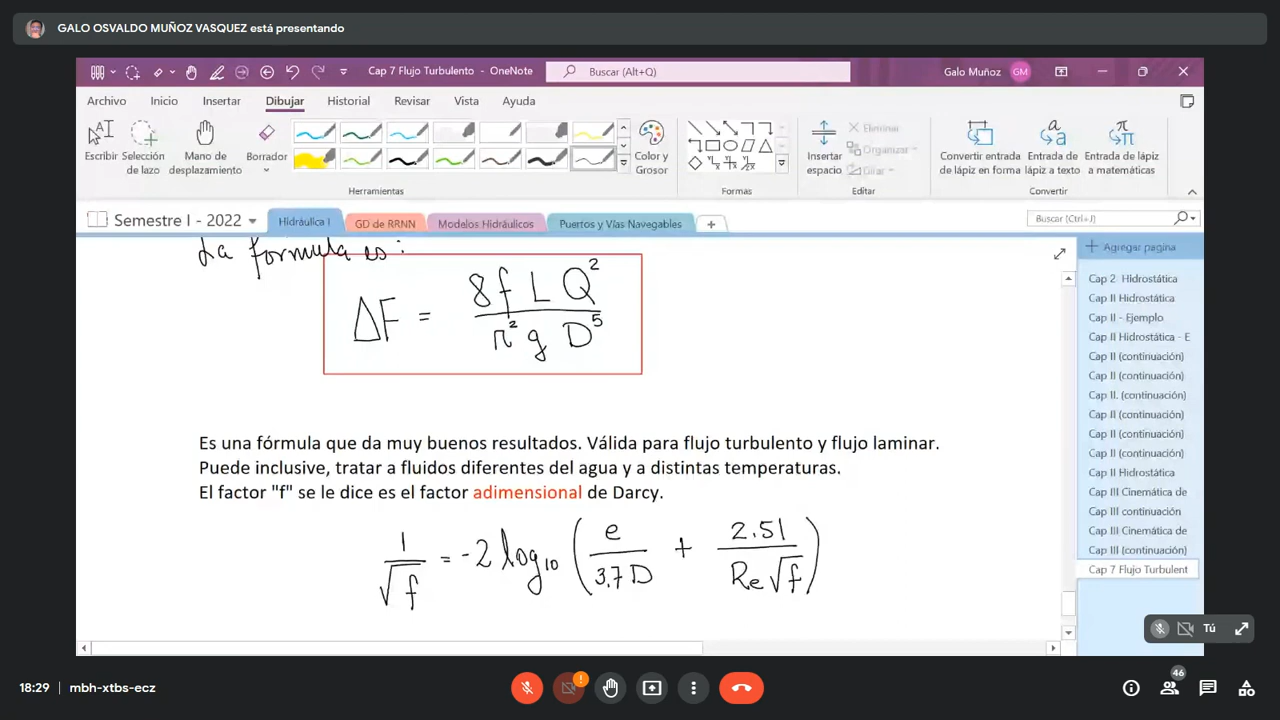 GALO OSVALDO MUÑOZ VASQUEZ está presentando
Cap 7 Flujo Turbulento - OneNote
Buscar (Alt+Q)
Galo Muñoz GM
Archivo Inicio Insertar Dibujar Historial Revisar Vista Ayuda
Escribir
Selección de lazo
Mano de desplazamiento
Borrador
Color y Grosor
Insertar espacio
Eliminar
Organizar
Girar
Convertir entrada de lápiz en forma
Entrada de lápiz a texto
Entrada de lápiz a matemáticas
Herramientas Formas Editar Convertir
Semestre I - 2022 Hidráulica I GD de RRNN Modelos Hidráulicos Puertos y Vías Navegables + Buscar (Ctrl+J)
La formula es:
ΔF = 8 f L Q² / π² g D⁵
Es una fórmula que da muy buenos resultados. Válida para flujo turbulento y flujo laminar.
Puede inclusive, tratar a fluidos diferentes del agua y a distintas temperaturas.
El factor "f" se le dice es el factor adimensional de Darcy.
1/√f = -2 log₁₀ (e/3.7D + 2.51/Re√f)
Agregar página
Cap 2 Hidrostática
Cap II Hidrostática
Cap II - Ejemplo
Cap II Hidrostática - E
Cap II (continuación)
Cap II (continuación)
Cap II. (continuación)
Cap II (continuación)
Cap II (continuación)
Cap II (continuación)
Cap II Hidrostática
Cap III Cinemática de
Cap III continuación
Cap III Cinemática de
Cap III (continuación)
Cap 7 Flujo Turbulent
Tú
18:29 mbh-xtbs-ecz
46